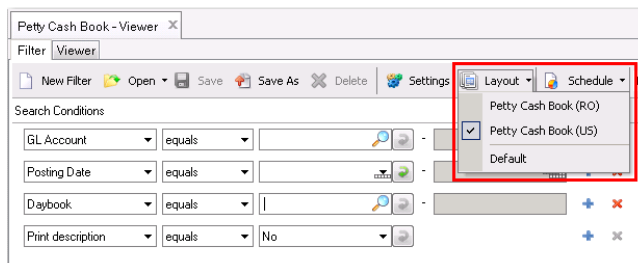 Petty Cash Book - Viewer
Filter Viewer
New Filter Open Save Save As Delete Settings Layout Schedule
Petty Cash Book (RO)
Petty Cash Book (US)
Default
Search Conditions
GL Account equals -
Posting Date equals -
Daybook equals -
Print description equals No